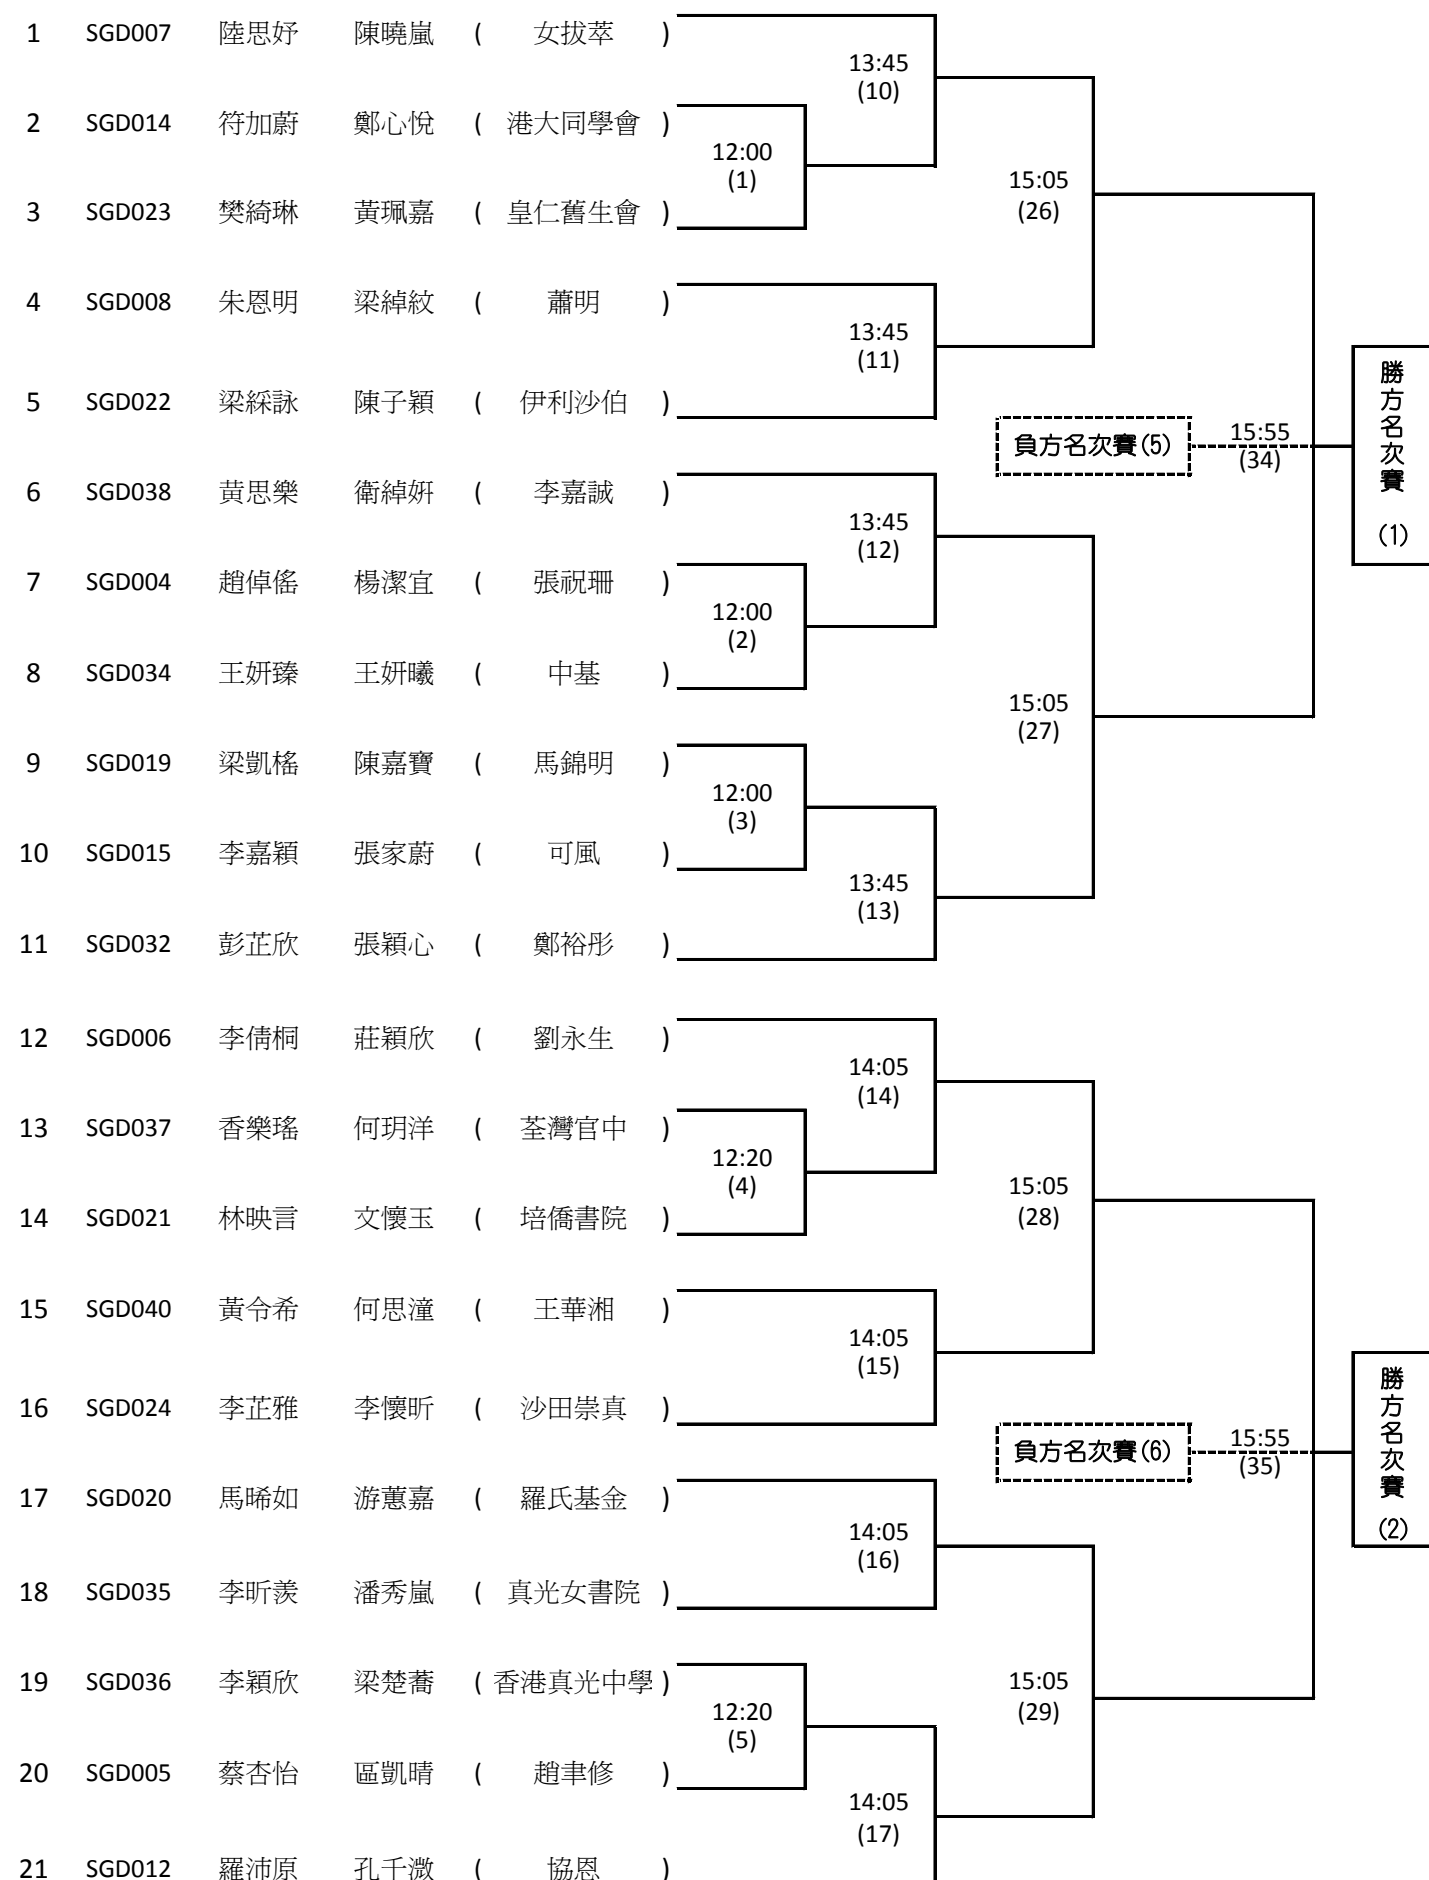 1 SGD007 陸思妤 陳曉嵐 ( 女拔萃 )
13:45
(10)
2 SGD014 符加蔚 鄭心悅 ( 港大同學會 )
12:00
(1)
15:05
(26)
3 SGD023 樊綺琳 黃珮嘉 ( 皇仁舊生會 )
4 SGD008 朱恩明 梁綽紋 ( 蕭明 )
13:45
(11)
5 SGD022 梁綵詠 陳子穎 ( 伊利沙伯 )
負方名次賽(5)
15:55
(34)
勝方名次賽
(1)
6 SGD038 黄思樂 衛綽妍 ( 李嘉誠 )
13:45
(12)
7 SGD004 趙倬傜 楊潔宜 ( 張祝珊 )
12:00
(2)
8 SGD034 王妍臻 王妍曦 ( 中基 )
15:05
(27)
9 SGD019 梁凱榣 陳嘉寶 ( 馬錦明 )
12:00
(3)
10 SGD015 李嘉穎 張家蔚 ( 可風 )
13:45
(13)
11 SGD032 彭芷欣 張穎心 ( 鄭裕彤 )
12 SGD006 李倩桐 莊穎欣 ( 劉永生 )
14:05
(14)
13 SGD037 香樂瑤 何玥洋 ( 荃灣官中 )
12:20
(4)
15:05
(28)
14 SGD021 林映言 文懷玉 ( 培僑書院 )
15 SGD040 黃令希 何思潼 ( 王華湘 )
14:05
(15)
16 SGD024 李芷雅 李懷昕 ( 沙田崇真 )
負方名次賽(6)
15:55
(35)
勝方名次賽
(2)
17 SGD020 馬晞如 游蕙嘉 ( 羅氏基金 )
14:05
(16)
18 SGD035 李昕羨 潘秀嵐 ( 真光女書院 )
19 SGD036 李穎欣 梁楚蕎 ( 香港真光中學 )
12:20
(5)
15:05
(29)
20 SGD005 蔡杏怡 區凱晴 ( 趙聿修 )
14:05
(17)
21 SGD012 羅沛原 孔千溦 ( 協恩 )